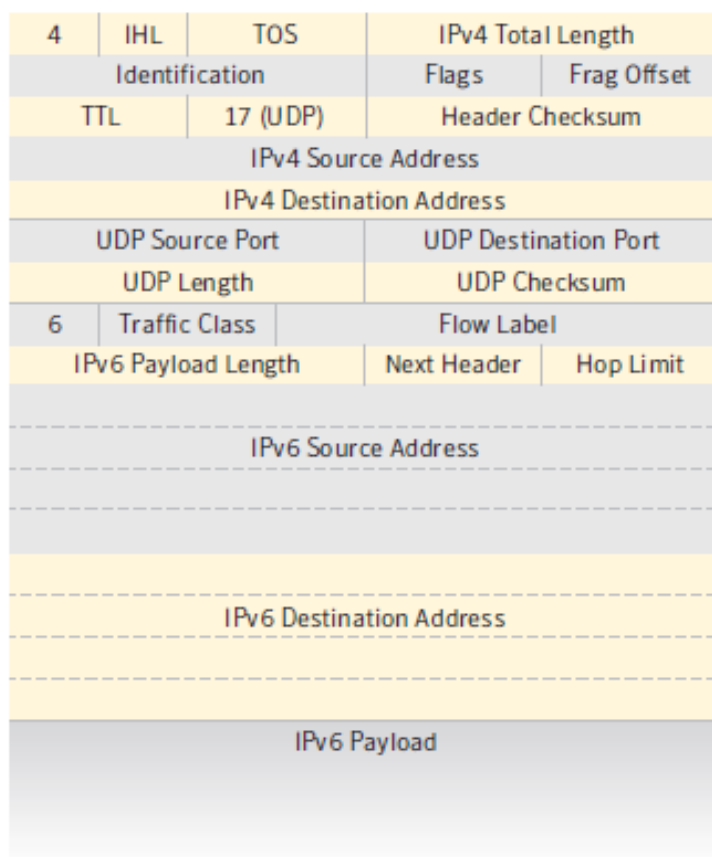 4 IHL TOS IPv4 Total Length
Identification Flags Frag Offset
TTL 17 (UDP) Header Checksum
IPv4 Source Address
IPv4 Destination Address
UDP Source Port UDP Destination Port
UDP Length UDP Checksum
6 Traffic Class Flow Label
IPv6 Payload Length Next Header Hop Limit
IPv6 Source Address
IPv6 Destination Address
IPv6 Payload